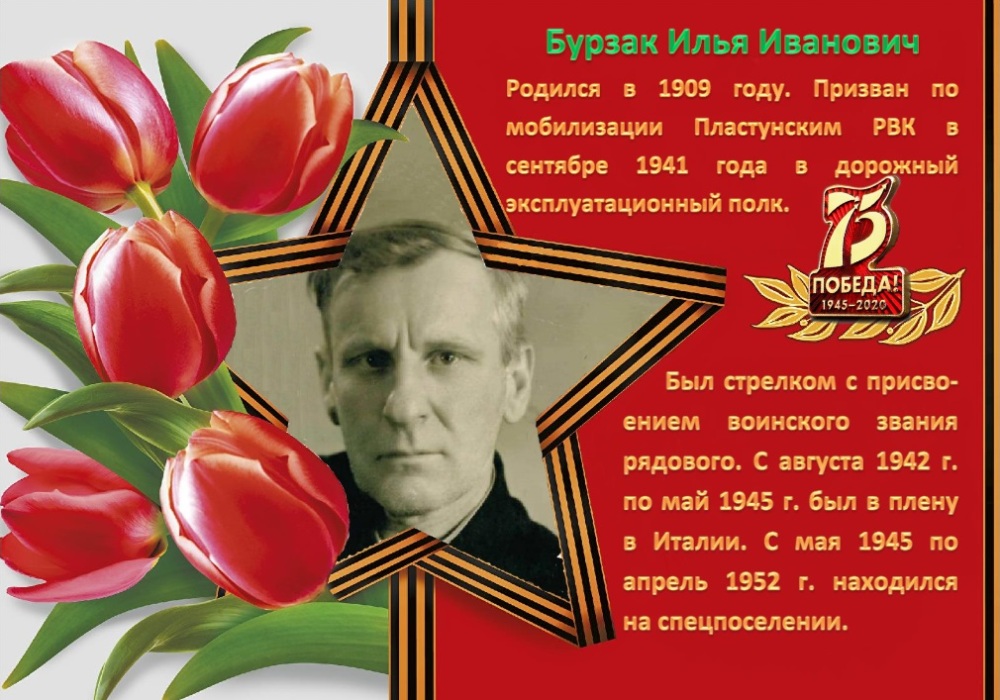 Бурзак Илья Иванович
Родился в 1909 году. Призван по
мобилизации Пластунским РВК в
сентябре 1941 года в дорожный
эксплуатационный полк.
75
ПОБЕДА!
1945–2020
Был стрелком с присво-
ением воинского звания
рядового. С августа 1942 г.
по май 1945 г. был в плену
в Италии. С мая 1945 по
апрель 1952 г. находился
на спецпоселении.